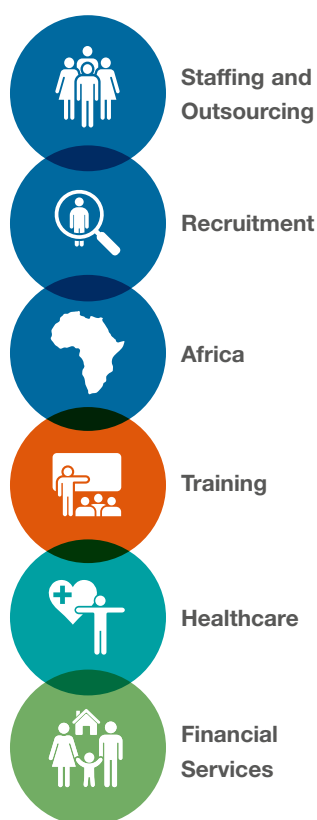 Staffing and
Outsourcing
Recruitment
Africa
Training
Healthcare
Financial
Services